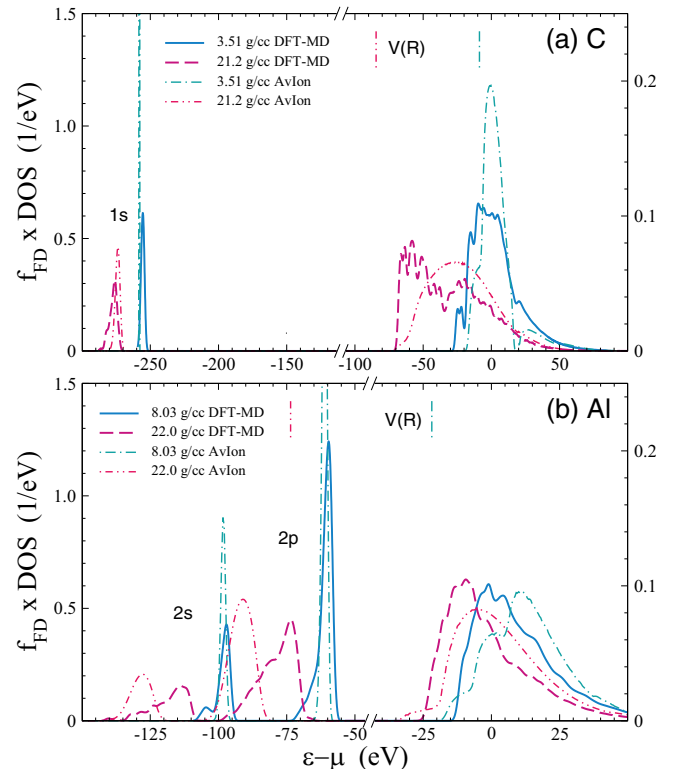 (a) C
3.51 g/cc DFT-MD
21.2 g/cc DFT-MD
3.51 g/cc AvIon
21.2 g/cc AvIon
V(R)
1s
f_FD x DOS (1/eV)
1.5
1.0
0.5
0
0.2
0.1
0
-250 -200 -150 -100 -50 0 50
(b) Al
8.03 g/cc DFT-MD
22.0 g/cc DFT-MD
8.03 g/cc AvIon
22.0 g/cc AvIon
V(R)
2p
2s
f_FD x DOS (1/eV)
1.5
1.0
0.5
0
0.2
0.1
0
-125 -100 -75 -50 -25 0 25
ε−μ (eV)